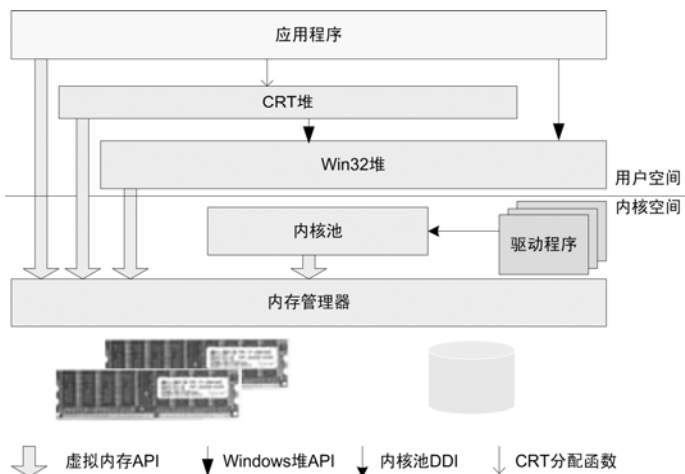 应用程序
CRT堆
Win32堆
用户空间
内核空间
内核池
驱动程序
内存管理器
虚拟内存API
Windows堆API
内核池DDI
CRT分配函数